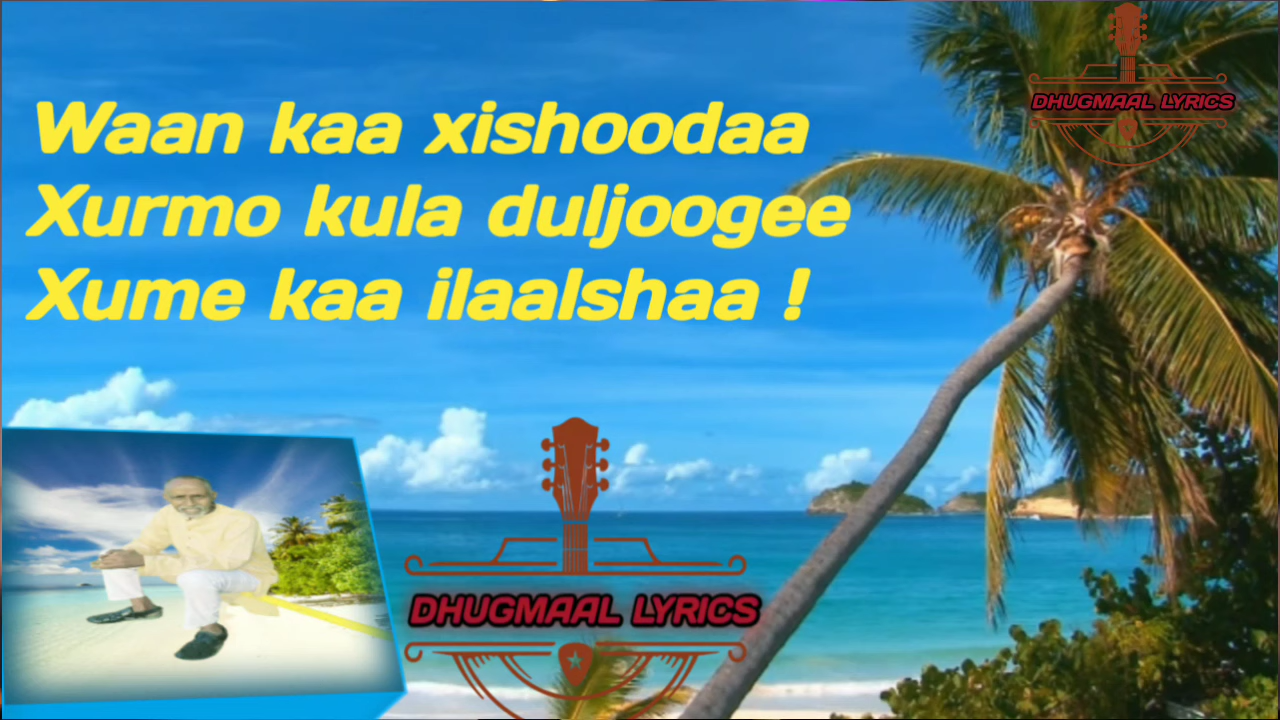 DHUGMAAL LYRICS
Waan kaa xishoodaa
Xurmo kula duljoogee
Xume kaa ilaalshaa !
DHUGMAAL LYRICS